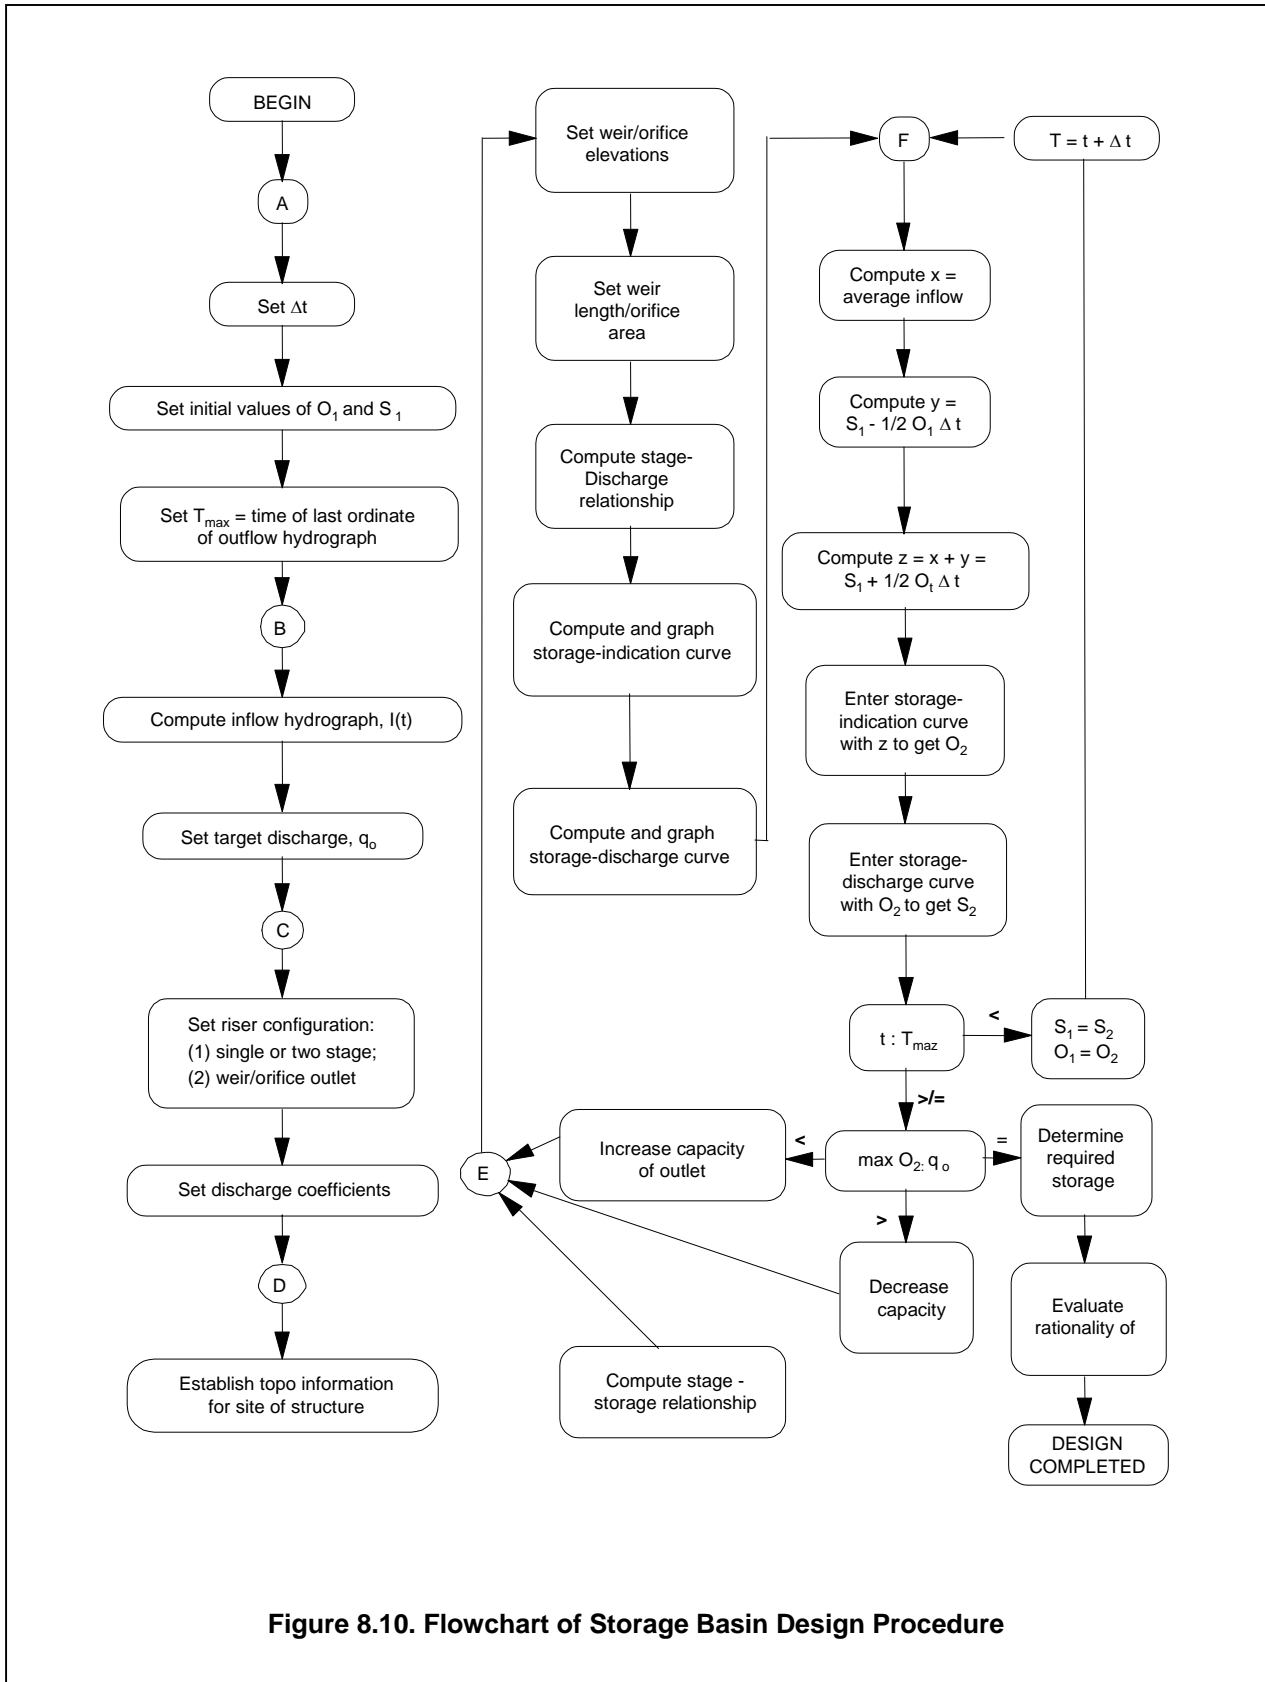 BEGIN
A
Set Δt
Set initial values of O1 and S1
Set Tmax = time of last ordinate
of outflow hydrograph
B
Compute inflow hydrograph, I(t)
Set target discharge, qo
C
Set riser configuration:
(1) single or two stage;
(2) weir/orifice outlet
Set discharge coefficients
D
Establish topo information
for site of structure
Set weir/orifice
elevations
Set weir
length/orifice
area
Compute stage-
Discharge
relationship
Compute and graph
storage-indication curve
Compute and graph
storage-discharge curve
E
Increase capacity
of outlet
Compute stage -
storage relationship
F
T = t + Δ t
Compute x =
average inflow
Compute y =
S1 - 1/2 O1 Δ t
Compute z = x + y =
S1 + 1/2 Ot Δ t
Enter storage-
indication curve
with z to get O2
Enter storage-
discharge curve
with O2 to get S2
t : Tmaz
<
S1 = S2
O1 = O2
>/=
max O2: qo
<
=
>
Decrease
capacity
Determine
required
storage
Evaluate
rationality of
DESIGN
COMPLETED
Figure 8.10. Flowchart of Storage Basin Design Procedure